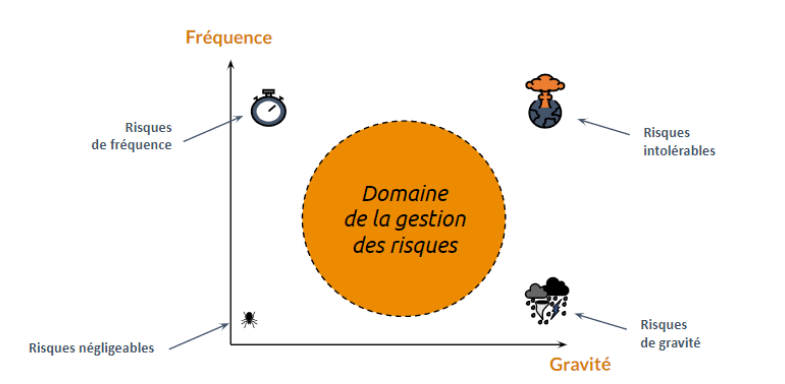 Fréquence
Risques
de fréquence
Risques
intolérables
Domaine
de la gestion
des risques
Risques négligeables
Risques
de gravité
Gravité